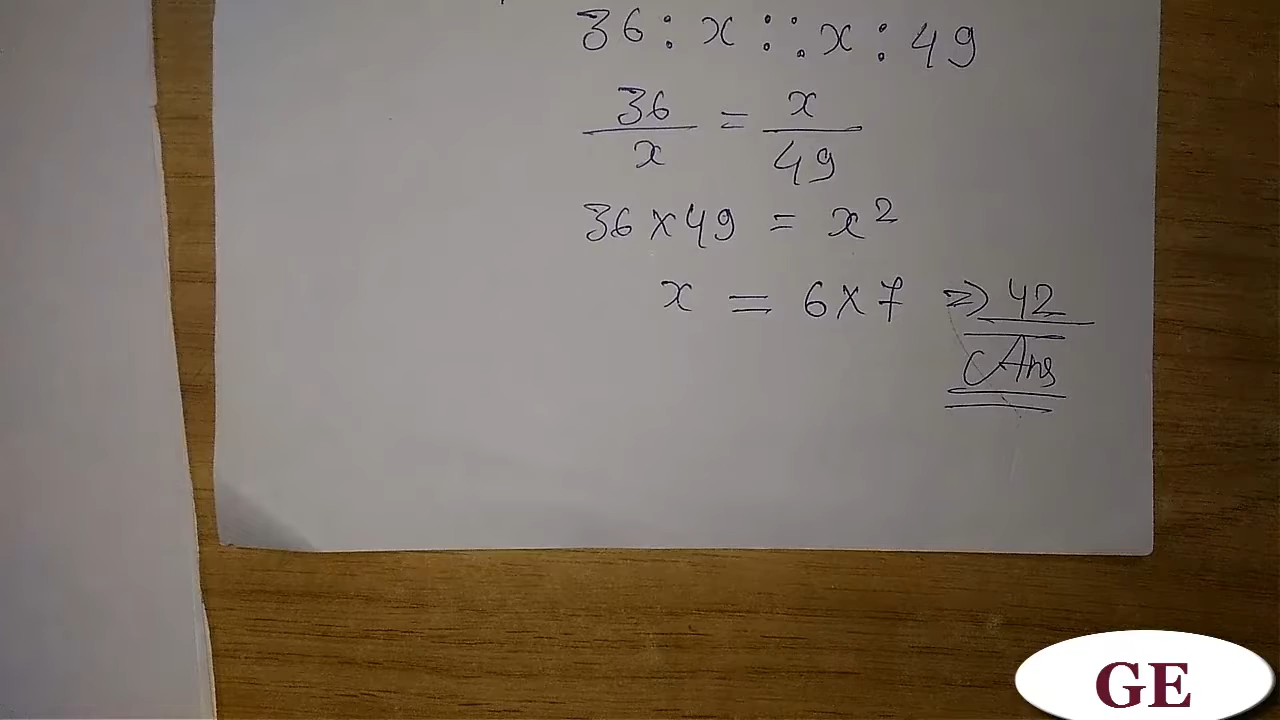 36 : x :: x : 49
36/x = x/49
36 × 49 = x²
x = 6 × 7 ⇒ 42
Ans
GE